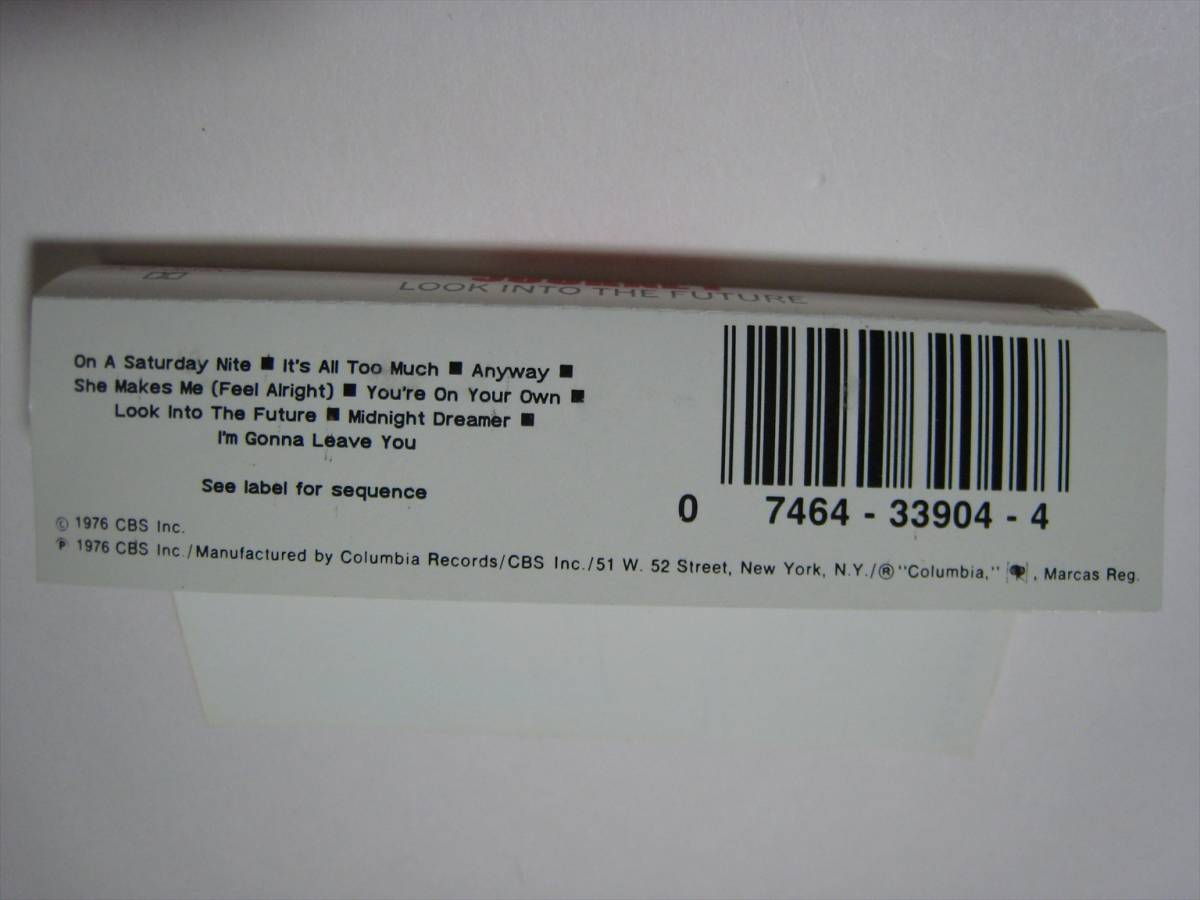 LOOK INTO THE FUTURE
On A Saturday Nite ■ It's All Too Much ■ Anyway ■
She Makes Me (Feel Alright) ■ You're On Your Own ■
Look Into The Future ■ Midnight Dreamer ■
I'm Gonna Leave You
See label for sequence
0 7464 - 33904 - 4
© 1976 CBS Inc.
℗ 1976 CBS Inc./Manufactured by Columbia Records/CBS Inc./51 W. 52 Street, New York, N.Y./® "Columbia," , Marcas Reg.